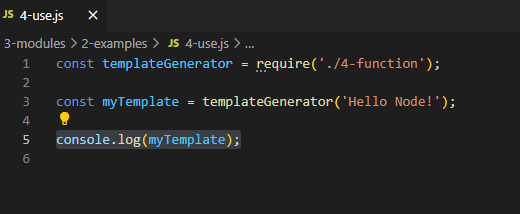 4-use.js
3-modules > 2-examples > JS 4-use.js > ...
1 const templateGenerator = require('./4-function');
2
3 const myTemplate = templateGenerator('Hello Node!');
4
5 console.log(myTemplate);
6